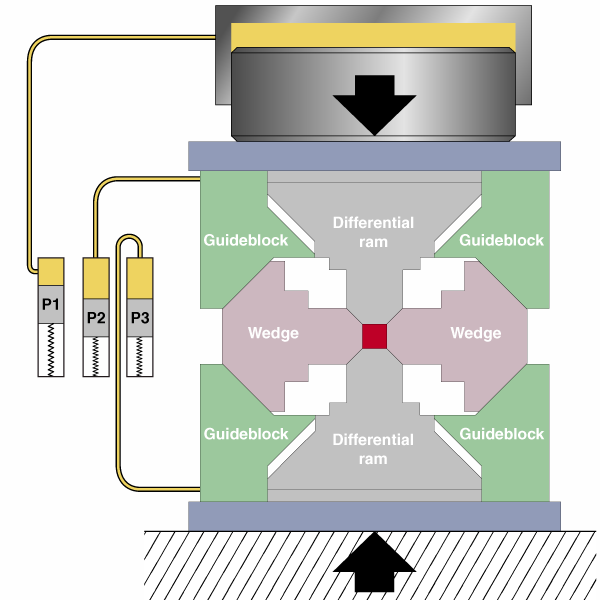 Differential
ram
Guideblock
Guideblock
P1
P2
P3
Wedge
Wedge
Guideblock
Differential
ram
Guideblock